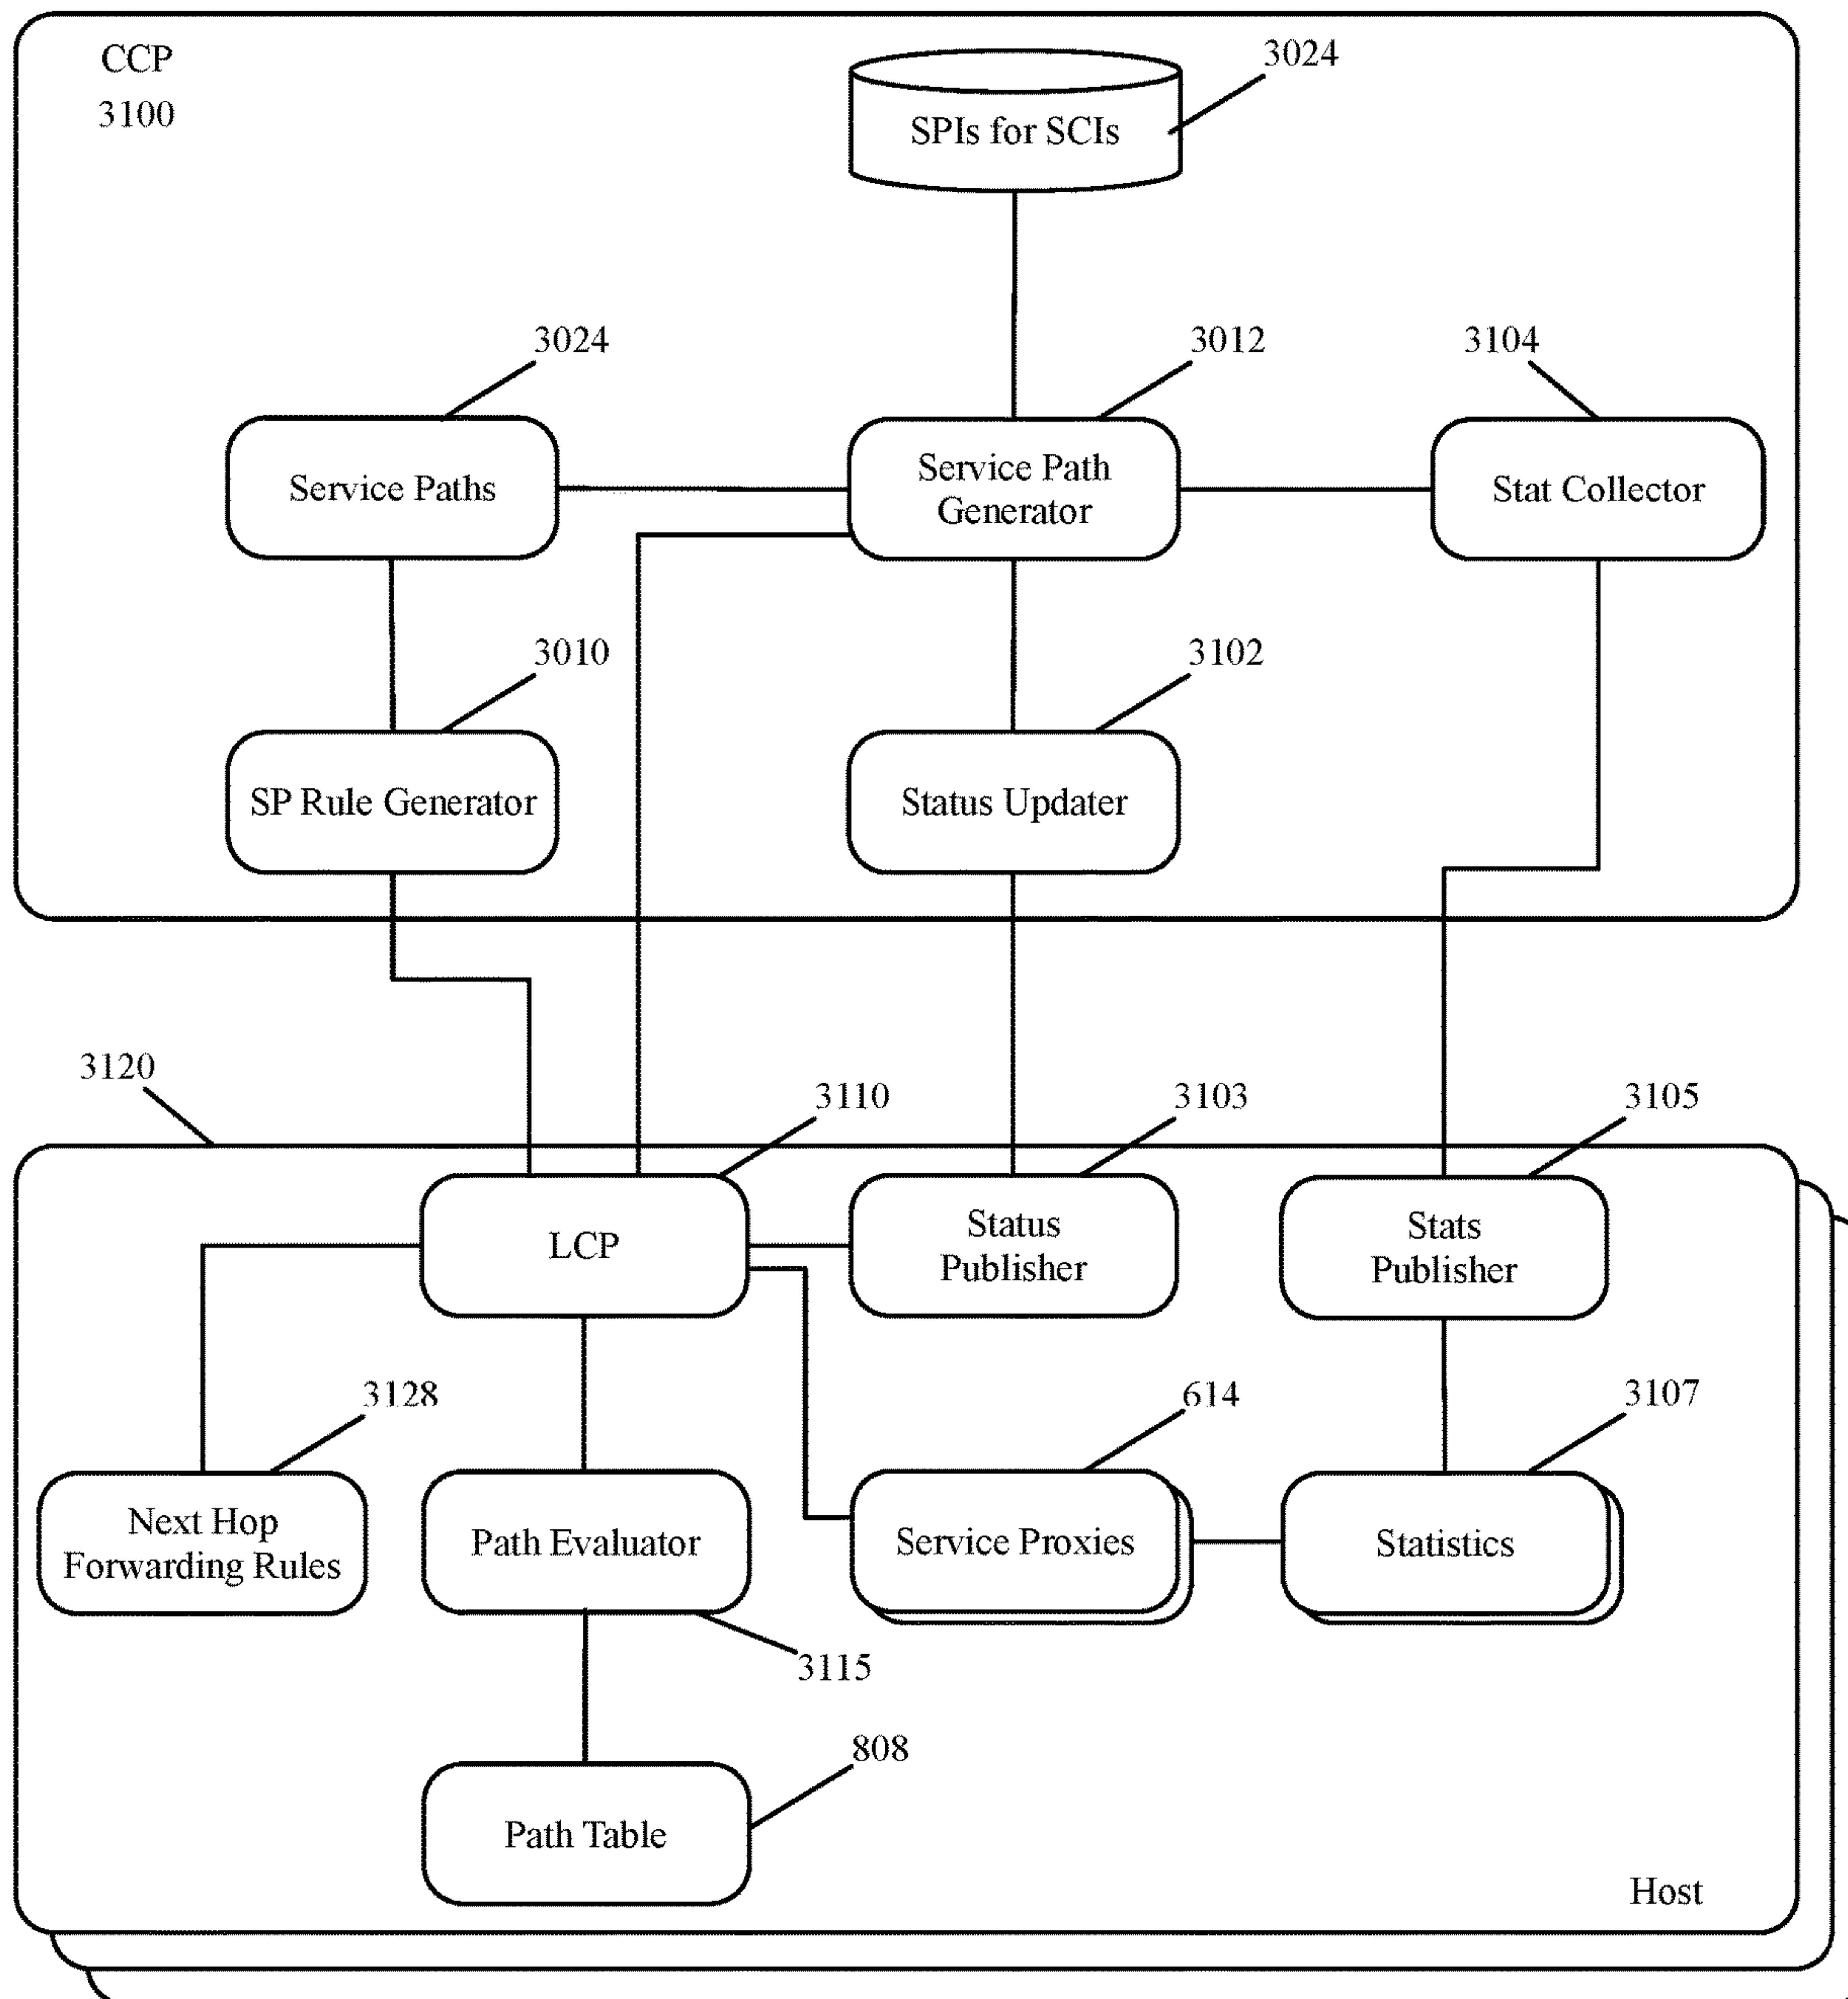 CCP
3100
3024
SPIs for SCIs
3024
3012
3104
Service Paths
Service Path
Generator
Stat Collector
3010
3102
SP Rule Generator
Status Updater
3120
3110
3103
3105
LCP
Status
Publisher
Stats
Publisher
3128
614
3107
Next Hop
Forwarding Rules
Path Evaluator
Service Proxies
Statistics
3115
808
Path Table
Host